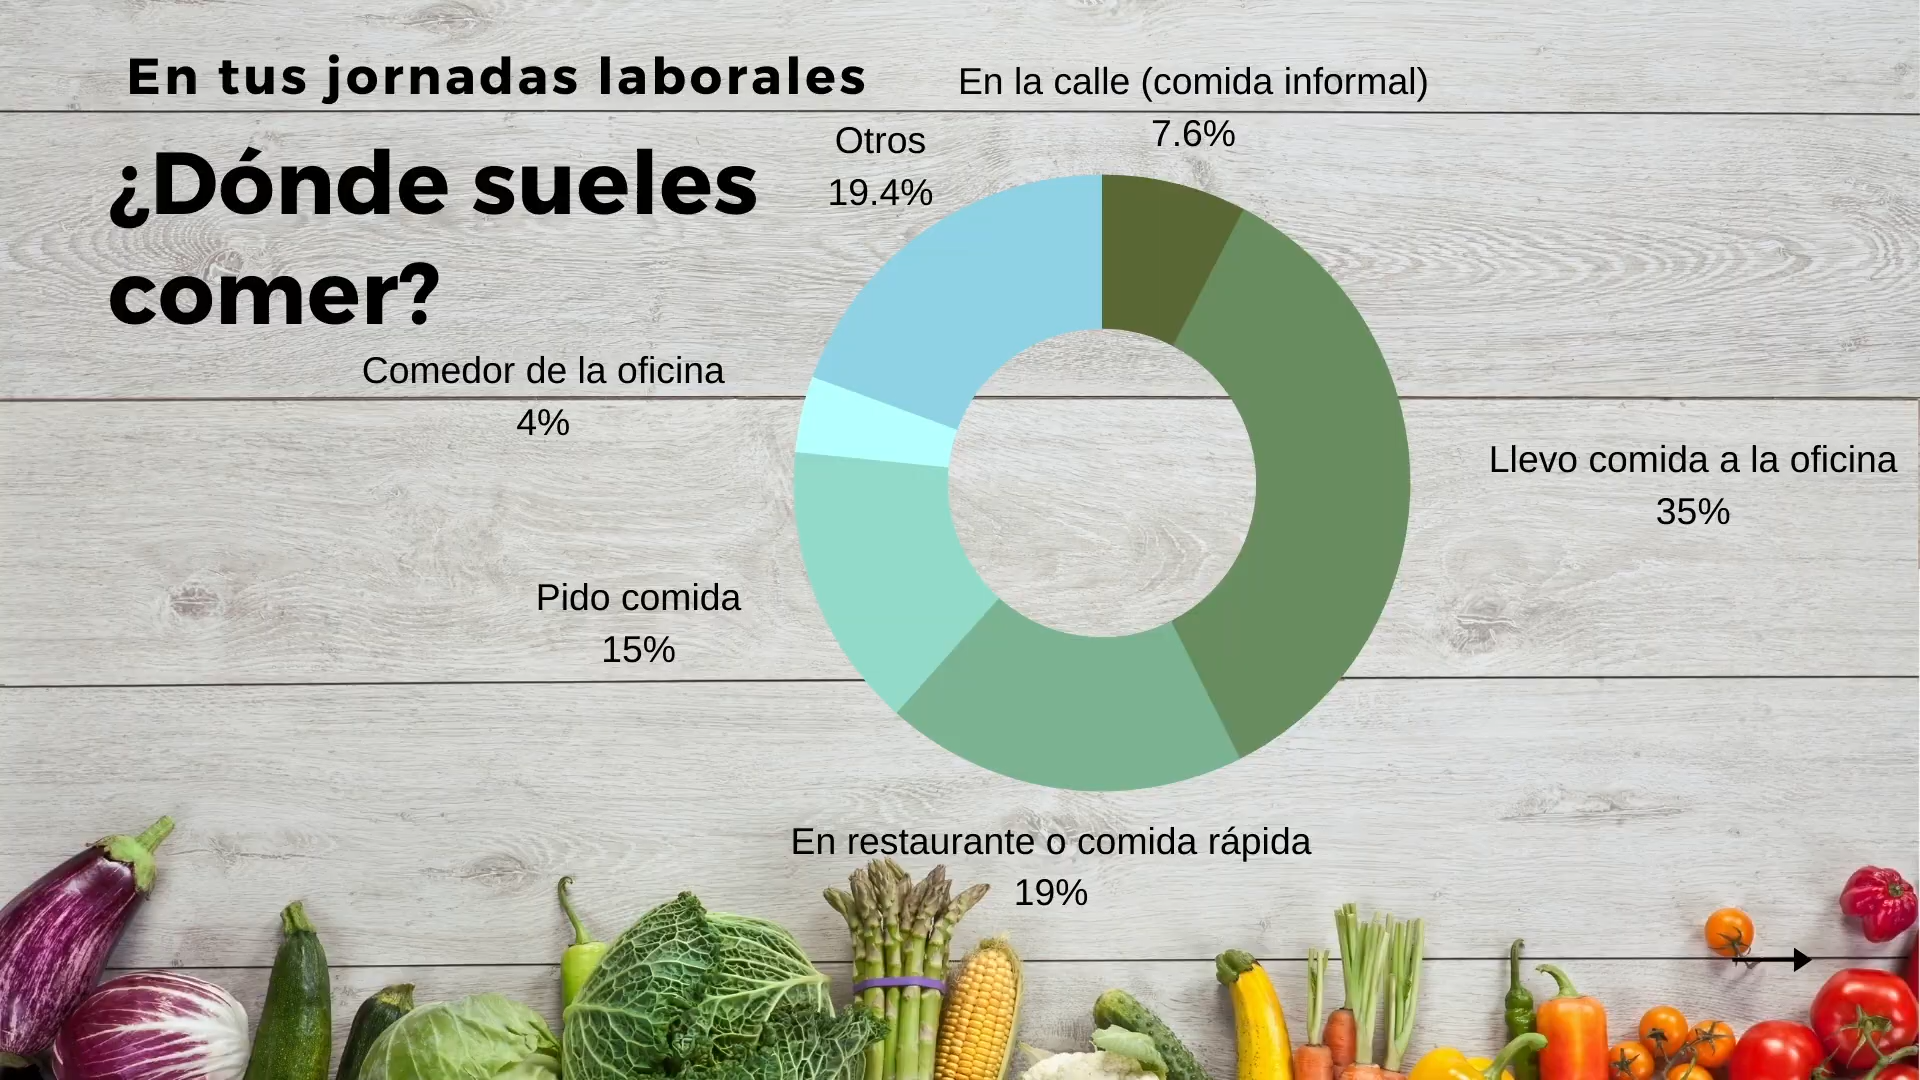 En tus jornadas laborales
¿Dónde sueles
comer?
En la calle (comida informal)
7.6%
Otros
19.4%
Comedor de la oficina
4%
Llevo comida a la oficina
35%
Pido comida
15%
En restaurante o comida rápida
19%